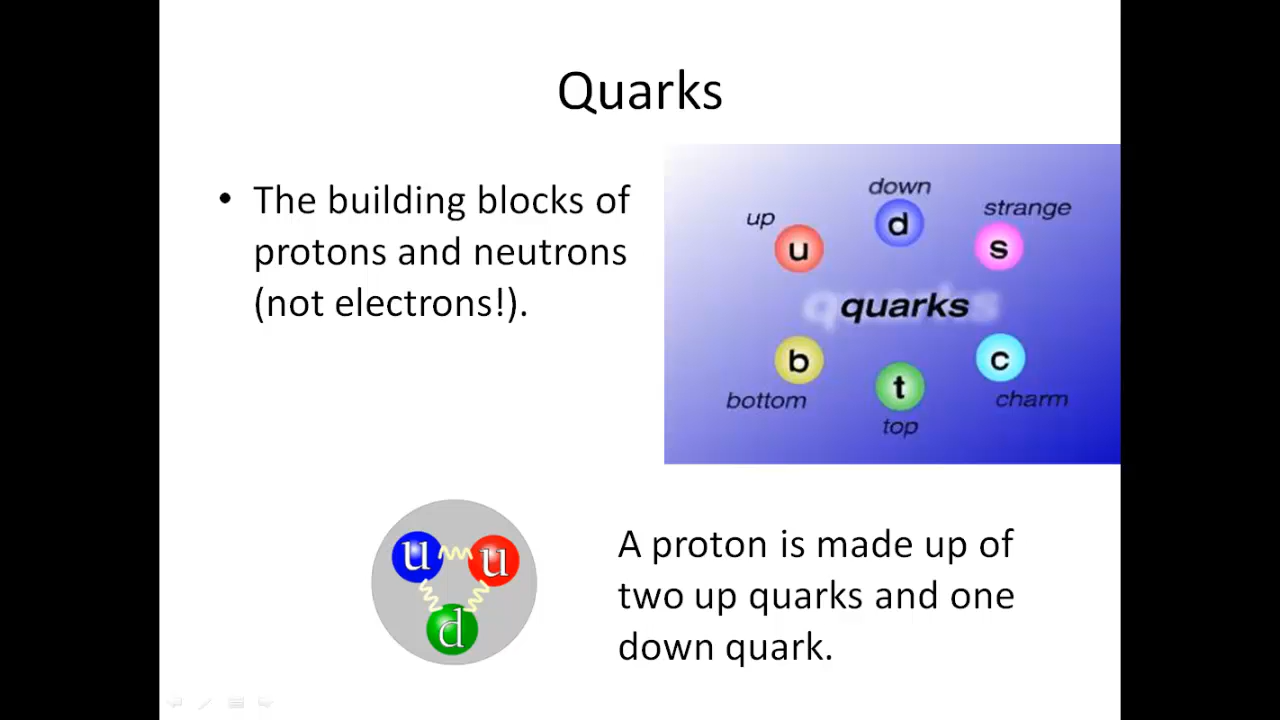 Quarks
• The building blocks of
protons and neutrons
(not electrons!).
down
up
strange
d
u
s
quarks
b
t
c
bottom
charm
top
u
u
d
A proton is made up of
two up quarks and one
down quark.